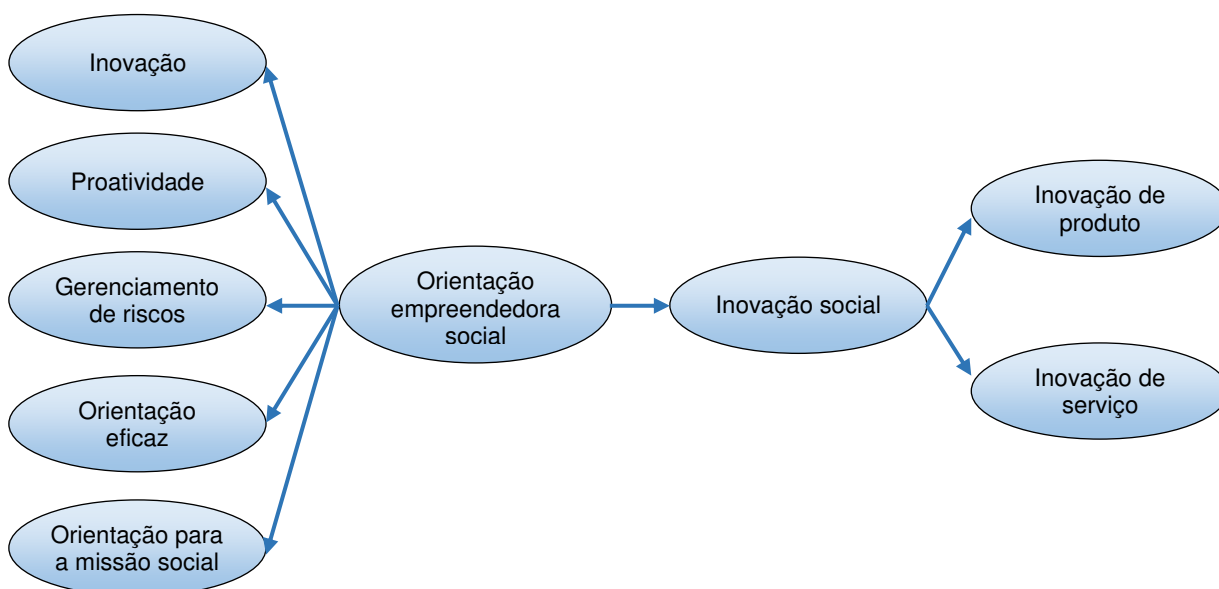 Inovação
Proatividade
Gerenciamento
de riscos
Orientação
eficaz
Orientação para
a missão social
Orientação
empreendedora
social
Inovação social
Inovação de
produto
Inovação de
serviço